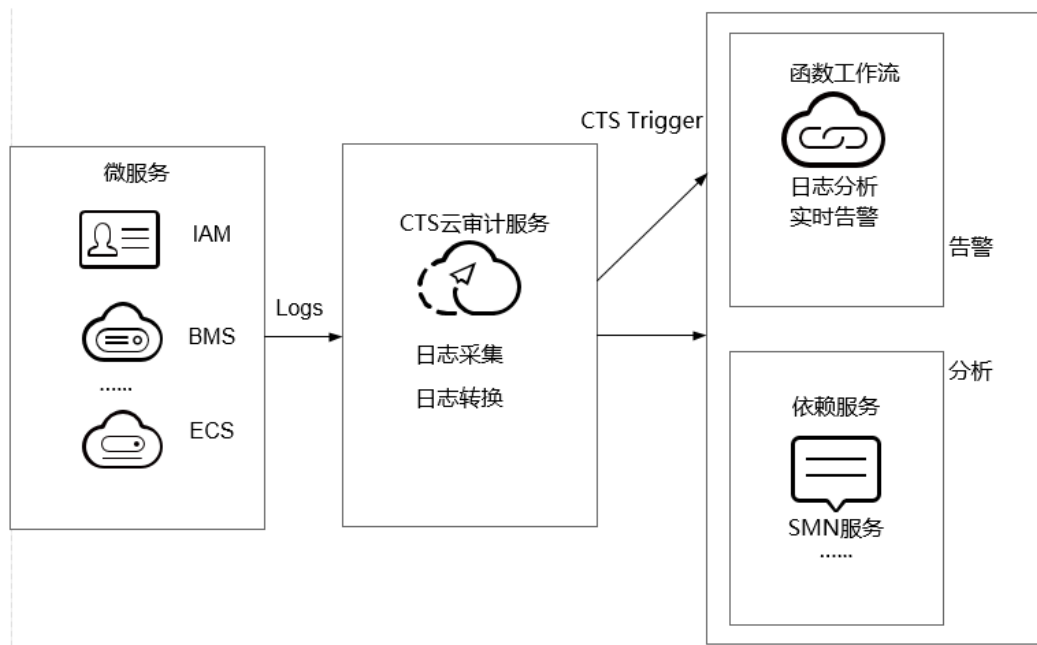 微服务
IAM
BMS
......
ECS
Logs
CTS云审计服务
日志采集
日志转换
CTS Trigger
函数工作流
日志分析
实时告警
告警
分析
依赖服务
SMN服务
......